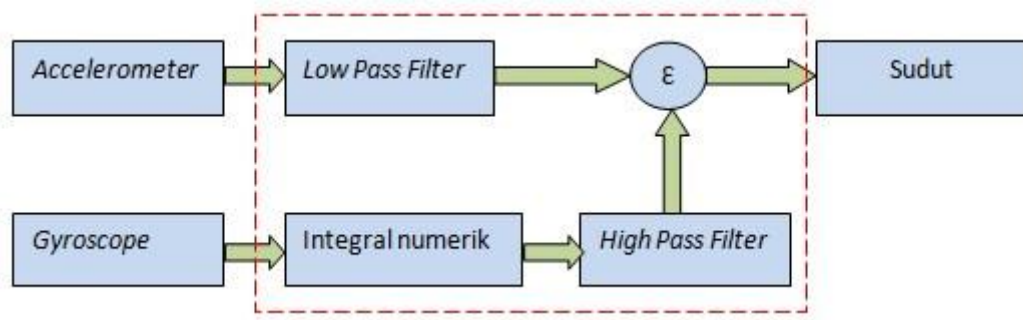 Accelerometer
Low Pass Filter
ε
Sudut
Gyroscope
Integral numerik
High Pass Filter